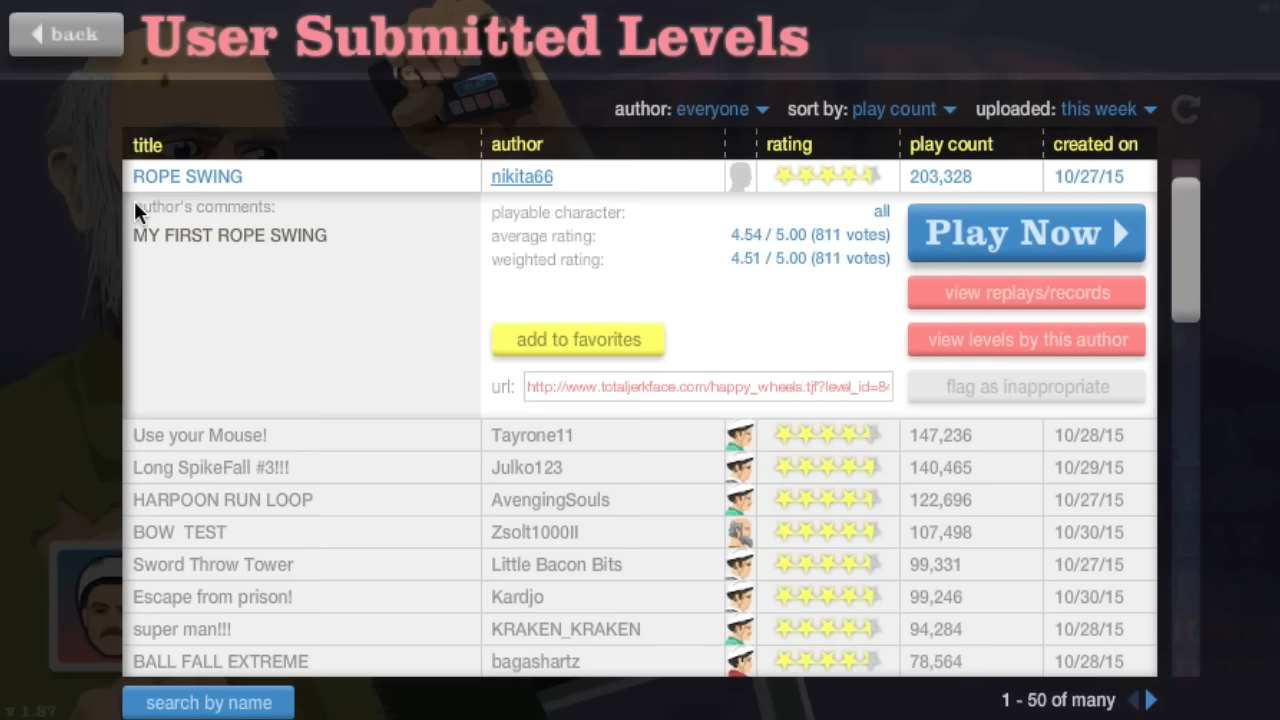 back
User Submitted Levels
author: everyone sort by: play count uploaded: this week
title author rating play count created on
ROPE SWING nikita66 203,328 10/27/15
author's comments:
MY FIRST ROPE SWING
playable character: all
average rating: 4.54 / 5.00 (811 votes)
weighted rating: 4.51 / 5.00 (811 votes)
Play Now
view replays/records
add to favorites
view levels by this author
url: http://www.totaljerkface.com/happy_wheels.tjf?level_id=8
flag as inappropriate
Use your Mouse! Tayrone11 147,236 10/28/15
Long SpikeFall #3!!! Julko123 140,465 10/29/15
HARPOON RUN LOOP AvengingSouls 122,696 10/27/15
BOW TEST Zsolt1000II 107,498 10/30/15
Sword Throw Tower Little Bacon Bits 99,331 10/27/15
Escape from prison! Kardjo 99,246 10/30/15
super man!!! KRAKEN_KRAKEN 94,284 10/28/15
BALL FALL EXTREME bagashartz 78,564 10/28/15
search by name
1 - 50 of many
v 1.87